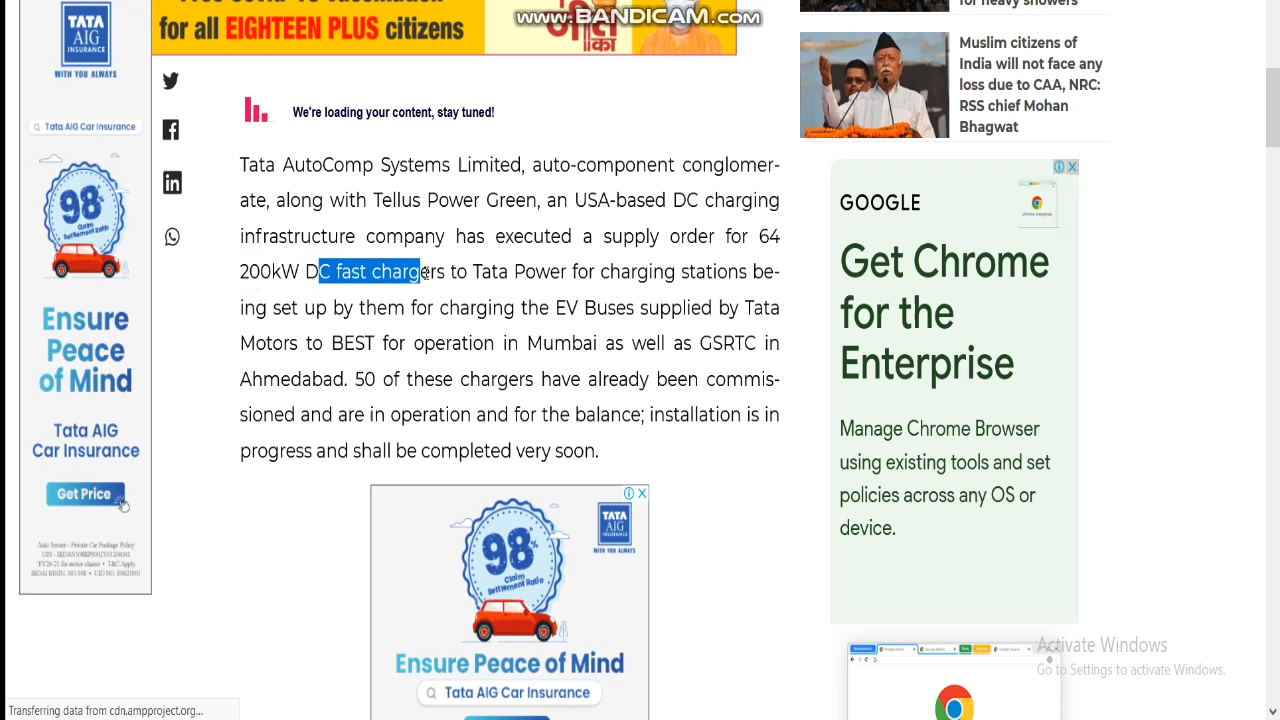 www.BANDICAM.com
for all EIGHTEEN PLUS citizens
TATA
AIG
INSURANCE
WITH YOU ALWAYS
Tata AIG Car Insurance
98%
Claim
Settlement Ratio
Ensure
Peace
of Mind
Tata AIG
Car Insurance
Get Price
We're loading your content, stay tuned!
Tata AutoComp Systems Limited, auto-component conglomer-
ate, along with Tellus Power Green, an USA-based DC charging
infrastructure company has executed a supply order for 64
200kW DC fast chargers to Tata Power for charging stations be-
ing set up by them for charging the EV Buses supplied by Tata
Motors to BEST for operation in Mumbai as well as GSRTC in
Ahmedabad. 50 of these chargers have already been commis-
sioned and are in operation and for the balance; installation is in
progress and shall be completed very soon.
TATA
AIG
INSURANCE
WITH YOU ALWAYS
98%
Claim
Settlement Ratio
Ensure Peace of Mind
Tata AIG Car Insurance
for heavy showers
Muslim citizens of
India will not face any
loss due to CAA, NRC:
RSS chief Mohan
Bhagwat
GOOGLE
Get Chrome
for the
Enterprise
Manage Chrome Browser
using existing tools and set
policies across any OS or
device.
Activate Windows
Go to Settings to activate Windows.
Transferring data from cdn.ampproject.org...